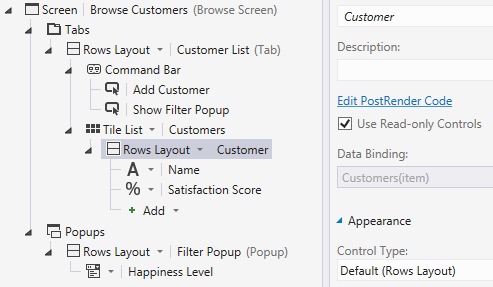 Screen | Browse Customers (Browse Screen)
Tabs
Rows Layout | Customer List (Tab)
Command Bar
Add Customer
Show Filter Popup
Tile List | Customers
Rows Layout Customer
A | Name
% | Satisfaction Score
+ Add
Popups
Rows Layout | Filter Popup (Popup)
Happiness Level
Customer
Description:
Edit PostRender Code
Use Read-only Controls
Data Binding:
Customers(item)
Appearance
Control Type:
Default (Rows Layout)